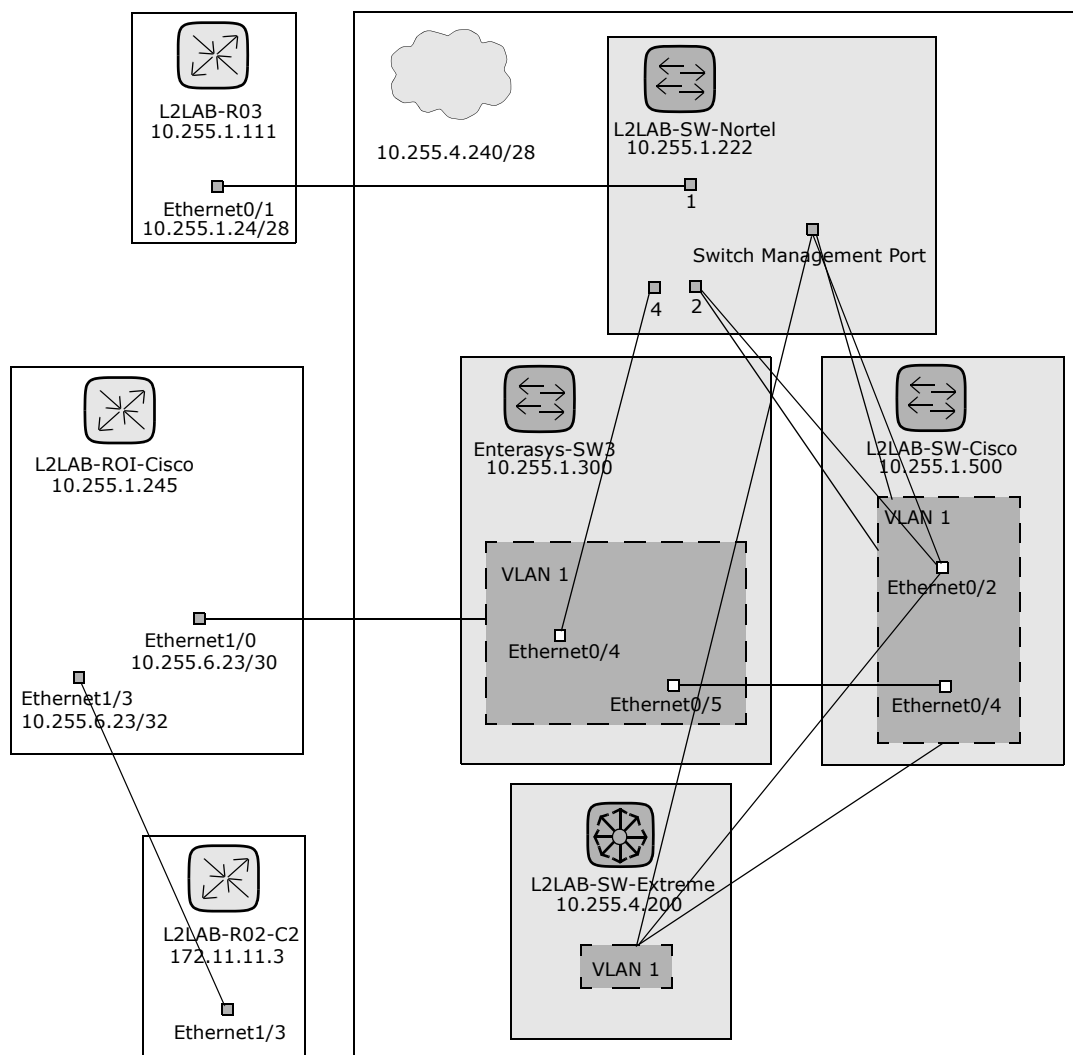 L2LAB-R03
10.255.1.111
Ethernet0/1
10.255.1.24/28
10.255.4.240/28
L2LAB-SW-Nortel
10.255.1.222
1
Switch Management Port
4
2
L2LAB-ROI-Cisco
10.255.1.245
Ethernet1/0
10.255.6.23/30
Ethernet1/3
10.255.6.23/32
Enterasys-SW3
10.255.1.300
VLAN 1
Ethernet0/4
Ethernet0/5
L2LAB-SW-Cisco
10.255.1.500
VLAN 1
Ethernet0/2
Ethernet0/4
L2LAB-SW-Extreme
10.255.4.200
VLAN 1
L2LAB-R02-C2
172.11.11.3
Ethernet1/3